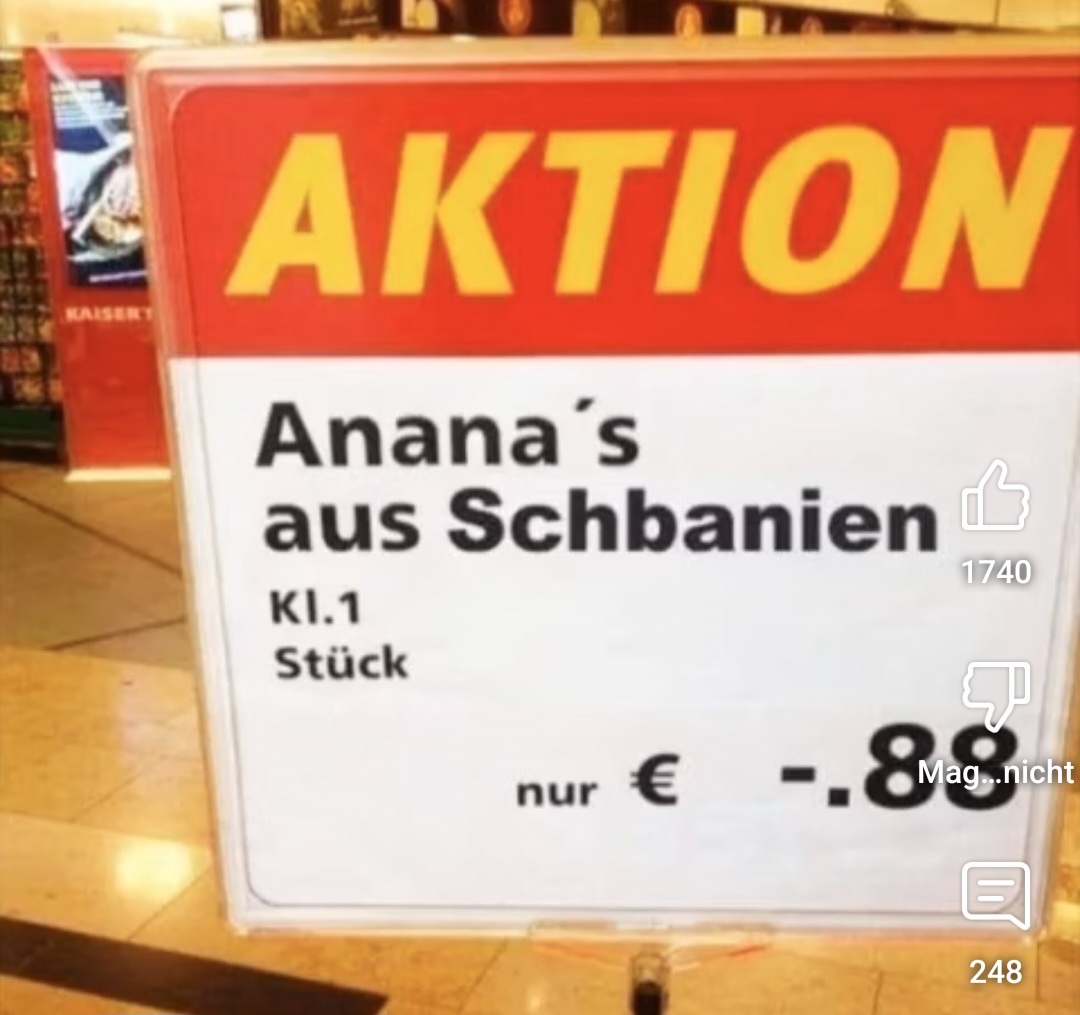 AKTION
KAISER'
Anana´s
aus Schbanien
Kl.1
Stück
nur € -.88
1740
Mag...nicht
248